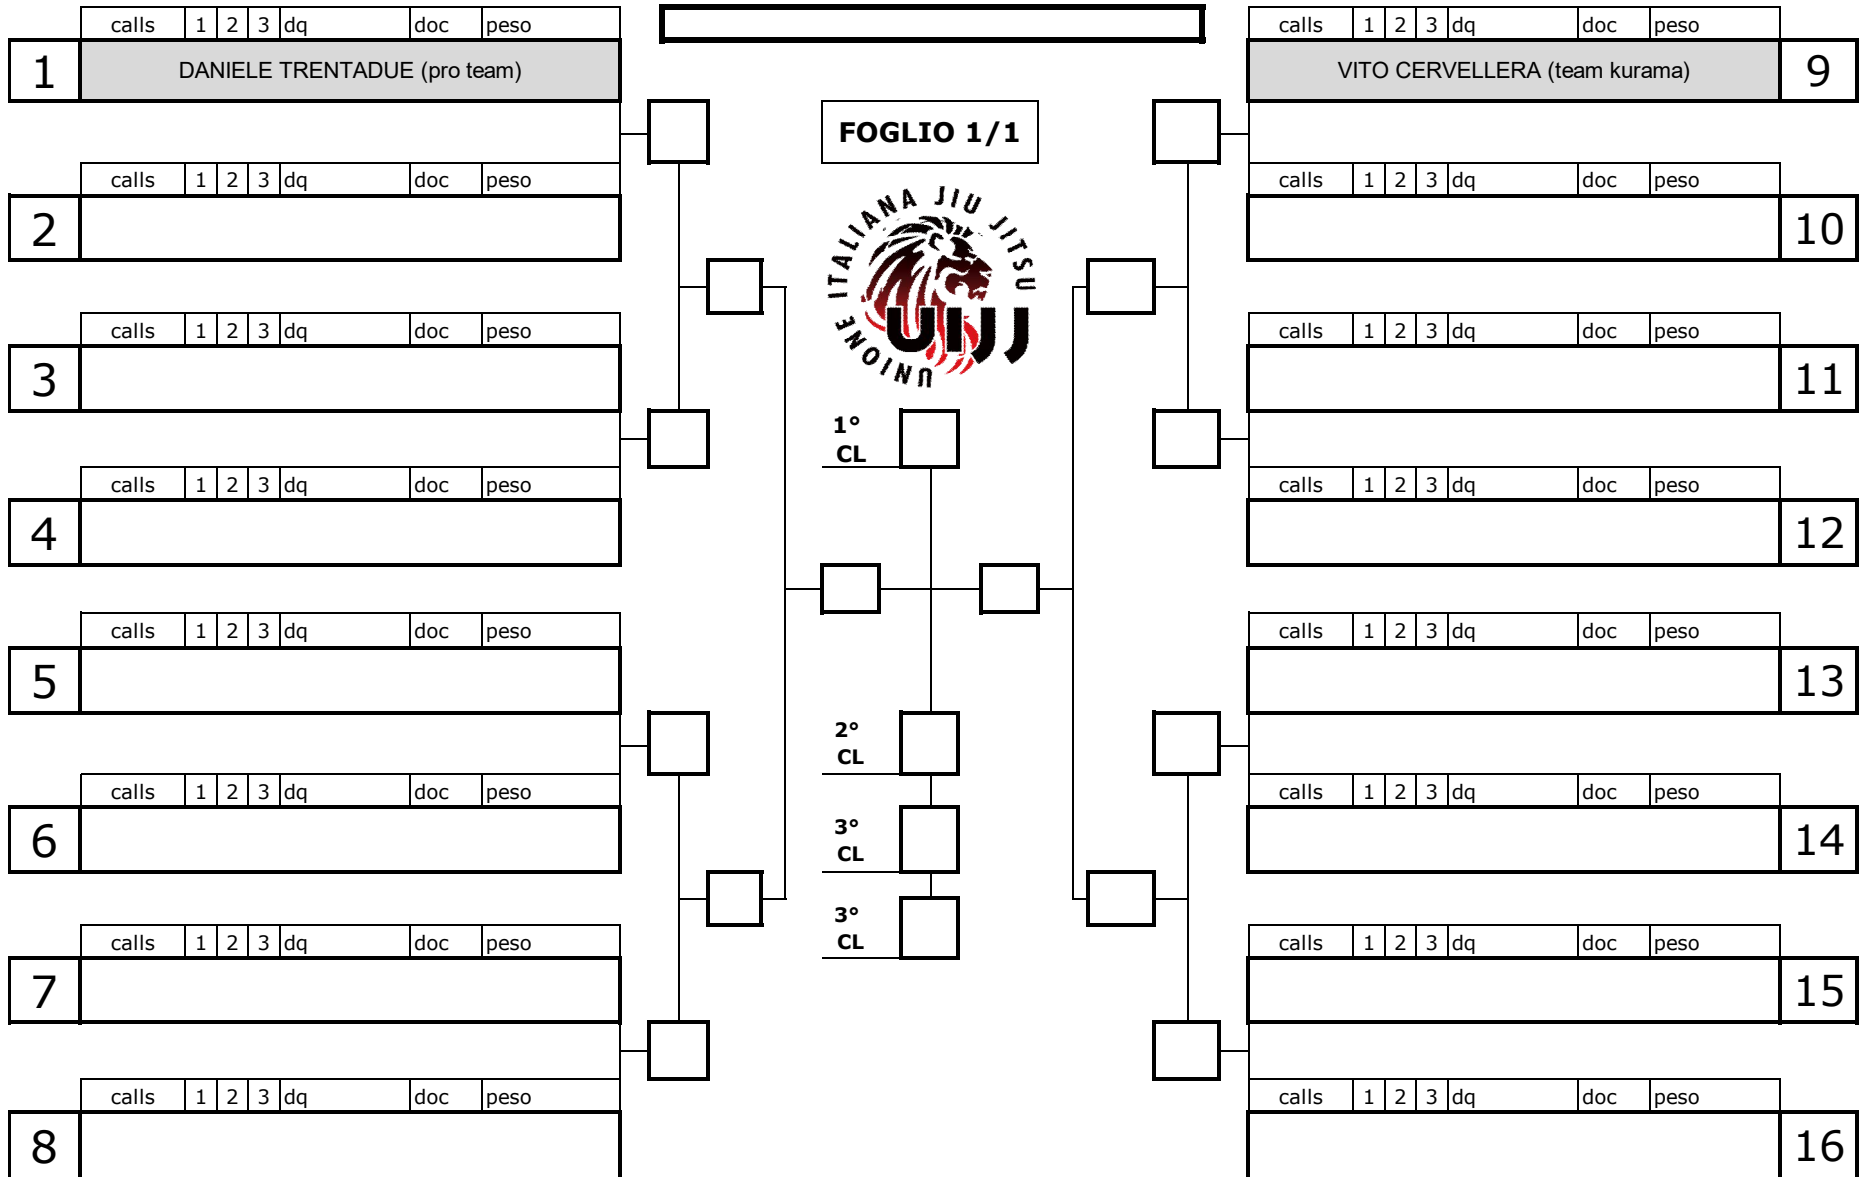 calls 1 2 3 dq doc peso
1 DANIELE TRENTADUE (pro team)
calls 1 2 3 dq doc peso
2
calls 1 2 3 dq doc peso
3
calls 1 2 3 dq doc peso
4
calls 1 2 3 dq doc peso
5
calls 1 2 3 dq doc peso
6
calls 1 2 3 dq doc peso
7
calls 1 2 3 dq doc peso
8
FOGLIO 1/1
UNIONE ITALIANA JIU JITSU
UIJJ
1°
CL
2°
CL
3°
CL
3°
CL
calls 1 2 3 dq doc peso
VITO CERVELLERA (team kurama) 9
calls 1 2 3 dq doc peso
10
calls 1 2 3 dq doc peso
11
calls 1 2 3 dq doc peso
12
calls 1 2 3 dq doc peso
13
calls 1 2 3 dq doc peso
14
calls 1 2 3 dq doc peso
15
calls 1 2 3 dq doc peso
16